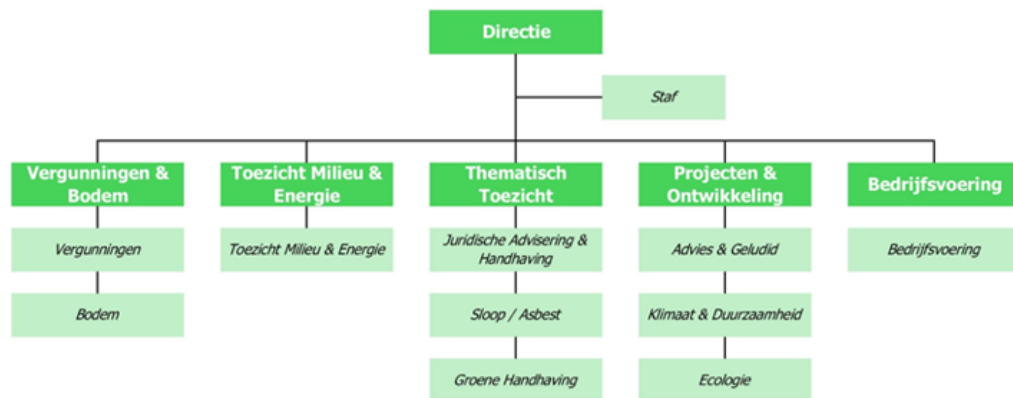 Directie
Staf
Vergunningen &
Bodem
Toezicht Milieu &
Energie
Thematisch
Toezicht
Projecten &
Ontwikkeling
Bedrijfsvoering
Vergunningen
Toezicht Milieu & Energie
Juridische Advisering &
Handhaving
Advies & Geludid
Bedrijfsvoering
Bodem
Sloop / Asbest
Klimaat & Duurzaamheid
Groene Handhaving
Ecologie